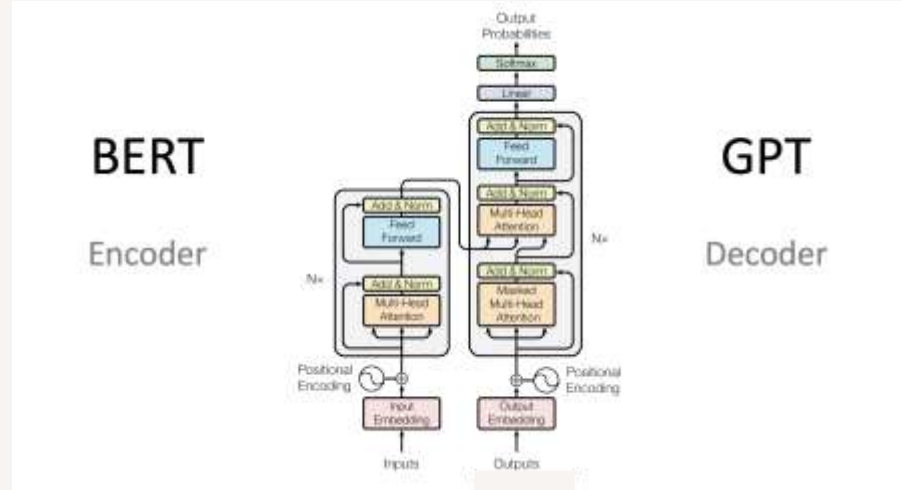 BERT
Encoder
Add & Norm
Feed
Forward
N×
Add & Norm
Multi-Head
Attention
Positional
Encoding
Input
Embedding
Inputs
Output
Probabilities
Softmax
Linear
Add & Norm
Feed
Forward
Add & Norm
Multi-Head
Attention
N×
Add & Norm
Masked
Multi-Head
Attention
Positional
Encoding
Output
Embedding
Outputs
GPT
Decoder